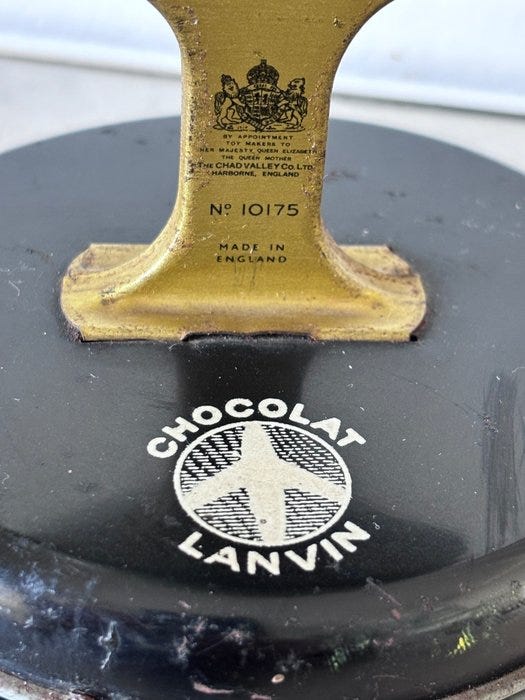 BY APPOINTMENT
TOY MAKERS TO
HER MAJESTY QUEEN ELIZABETH
THE QUEEN MOTHER
THE CHAD VALLEY CO. LTD
HARBORNE, ENGLAND
Nº 10175
MADE IN
ENGLAND
CHOCOLAT
LANVIN